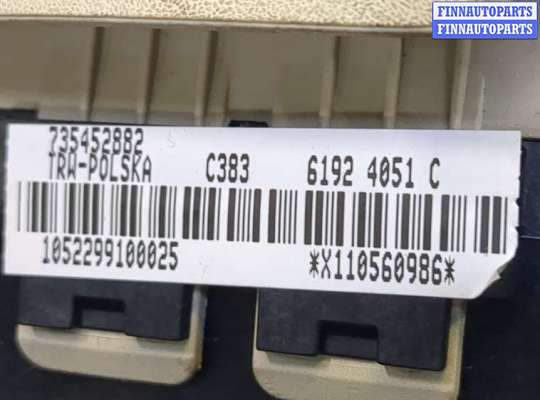 FINNAUTOPARTS
FINNAUTOPARTS
735452882
TRW-POLSKA C383 6192 4051 C
1052299100025 *X110560986*